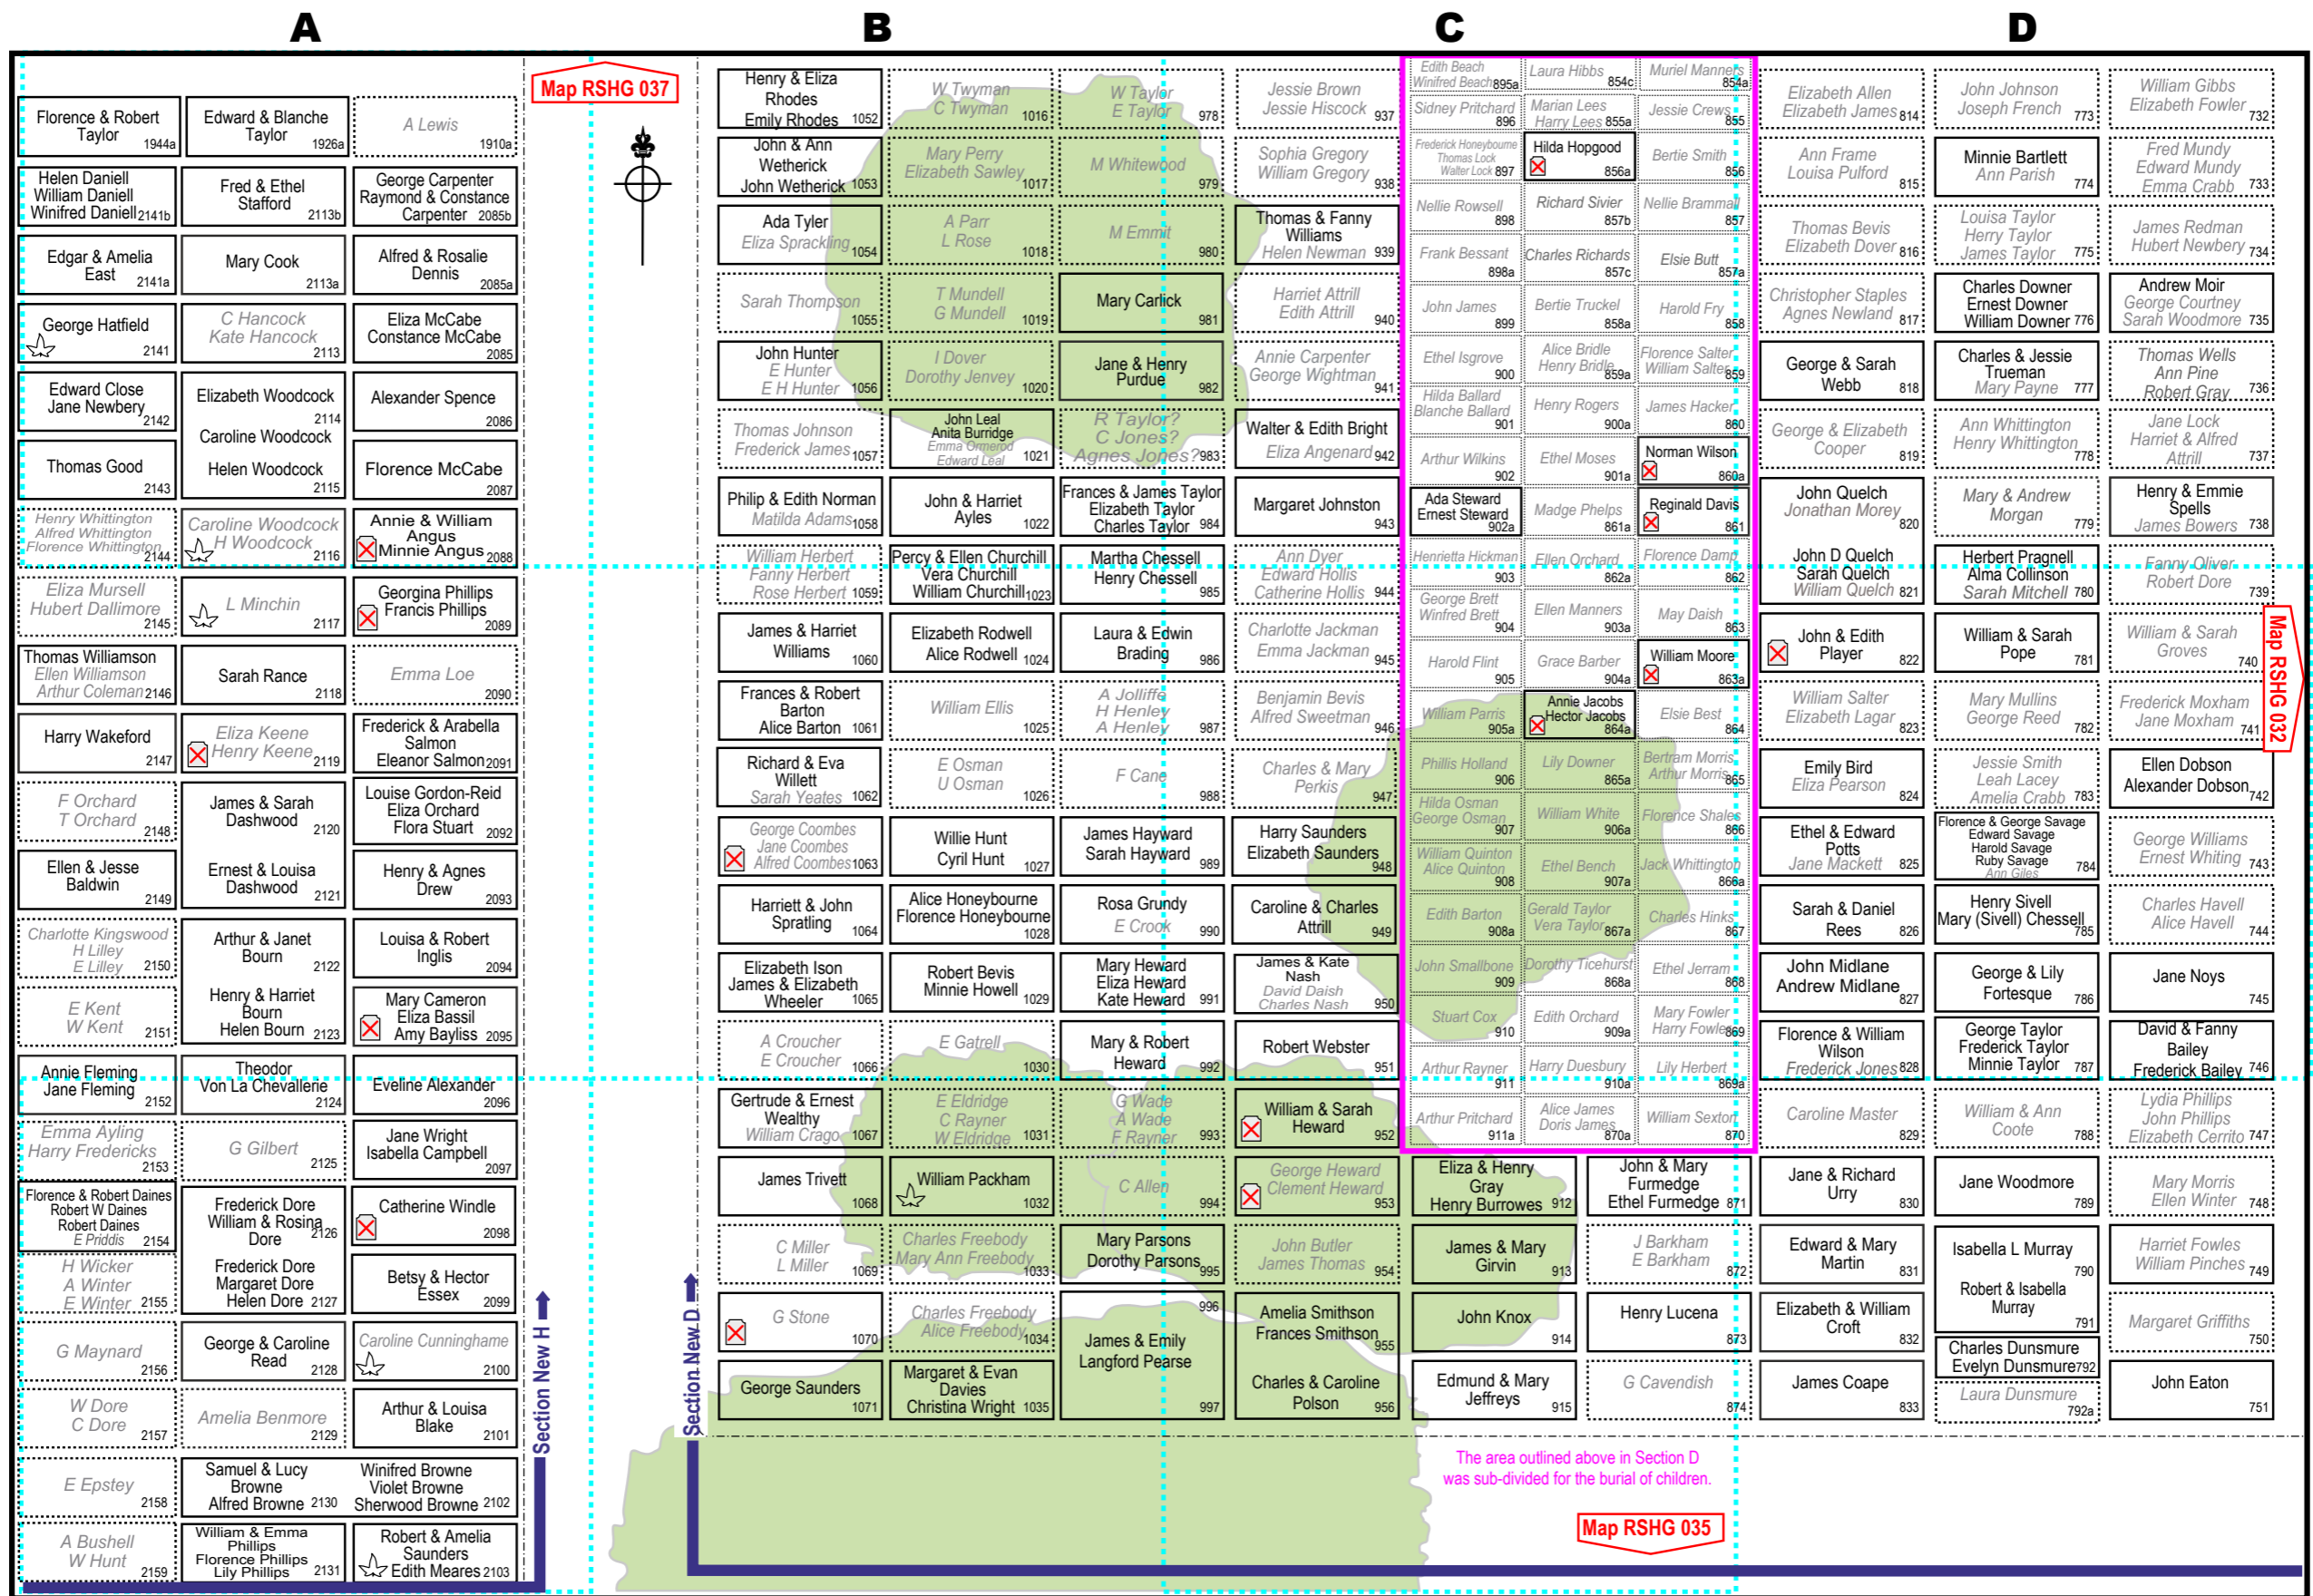 A
B
C
D
Map RSHG 037
Florence & Robert
Taylor
1944a
Edward & Blanche
Taylor
1926a
A Lewis
1910a
Helen Daniell
William Daniell
Winifred Daniell 2141b
Fred & Ethel
Stafford
2113b
George Carpenter
Raymond & Constance
Carpenter 2085b
Edgar & Amelia
East
2141a
Mary Cook
2113a
Alfred & Rosalie
Dennis
2085a
George Hatfield
2141
C Hancock
Kate Hancock
2113
Eliza McCabe
Constance McCabe
2085
Edward Close
Jane Newbery
2142
Elizabeth Woodcock
2114
Caroline Woodcock
Alexander Spence
2086
Thomas Good
2143
Helen Woodcock
2115
Florence McCabe
2087
Henry Whittington
Alfred Whittington
Florence Whittington
2144
Caroline Woodcock
H Woodcock
2116
Annie & William
Angus
Minnie Angus 2088
Eliza Mursell
Hubert Dallimore
2145
L Minchin
2117
Georgina Phillips
Francis Phillips
2089
Thomas Williamson
Ellen Williamson
Arthur Coleman 2146
Sarah Rance
2118
Emma Loe
2090
Harry Wakeford
2147
Eliza Keene
Henry Keene 2119
Frederick & Arabella
Salmon
Eleanor Salmon 2091
F Orchard
T Orchard
2148
James & Sarah
Dashwood
2120
Louise Gordon-Reid
Eliza Orchard
Flora Stuart 2092
Ellen & Jesse
Baldwin
2149
Ernest & Louisa
Dashwood
2121
Henry & Agnes
Drew
2093
Charlotte Kingswood
H Lilley
E Lilley 2150
Arthur & Janet
Bourn
2122
Louisa & Robert
Inglis
2094
E Kent
W Kent
2151
Henry & Harriet
Bourn
Helen Bourn 2123
Mary Cameron
Eliza Bassil
Amy Bayliss 2095
Annie Fleming
Jane Fleming
2152
Theodor
Von La Chevallerie
2124
Eveline Alexander
2096
Emma Ayling
Harry Fredericks
2153
G Gilbert
2125
Jane Wright
Isabella Campbell
2097
Florence & Robert Daines
Robert W Daines
Robert Daines
E Priddis 2154
Frederick Dore
William & Rosina
Dore 2126
Catherine Windle
2098
H Wicker
A Winter
E Winter 2155
Frederick Dore
Margaret Dore
Helen Dore 2127
Betsy & Hector
Essex
2099
G Maynard
2156
George & Caroline
Read
2128
Caroline Cunninghame
2100
W Dore
C Dore
2157
Amelia Benmore
2129
Arthur & Louisa
Blake
2101
E Epstey
2158
Samuel & Lucy
Browne
Alfred Browne 2130
Winifred Browne
Violet Browne
Sherwood Browne 2102
A Bushell
W Hunt
2159
William & Emma
Phillips
Florence Phillips
Lily Phillips 2131
Robert & Amelia
Saunders
Edith Meares 2103
Section New H
Section New D
Henry & Eliza
Rhodes
Emily Rhodes 1052
W Twyman
C Twyman
1016
W Taylor
E Taylor
978
Jessie Brown
Jessie Hiscock
937
John & Ann
Wetherick
John Wetherick 1053
Mary Perry
Elizabeth Sawley
1017
M Whitewood
979
Sophia Gregory
William Gregory
938
Ada Tyler
Eliza Sprackling
1054
A Parr
L Rose
1018
M Emmit
980
Thomas & Fanny
Williams
Helen Newman 939
Sarah Thompson
1055
T Mundell
G Mundell
1019
Mary Carlick
981
Harriet Attrill
Edith Attrill
940
John Hunter
E Hunter
E H Hunter 1056
I Dover
Dorothy Jenvey
1020
Jane & Henry
Purdue
982
Annie Carpenter
George Wightman
941
Thomas Johnson
Frederick James
1057
John Leal
Anita Burridge
Emma Ormerod
Edward Leal 1021
R Taylor?
C Jones?
Agnes Jones? 983
Walter & Edith Bright
Eliza Angenard 942
Philip & Edith Norman
Matilda Adams 1058
John & Harriet
Ayles
1022
Frances & James Taylor
Elizabeth Taylor
Charles Taylor 984
Margaret Johnston
943
William Herbert
Fanny Herbert
Rose Herbert 1059
Percy & Ellen Churchill
Vera Churchill
William Churchill 1023
Martha Chessell
Henry Chessell
985
Ann Dyer
Edward Hollis
Catherine Hollis 944
James & Harriet
Williams
1060
Elizabeth Rodwell
Alice Rodwell 1024
Laura & Edwin
Brading
986
Charlotte Jackman
Emma Jackman
945
Frances & Robert
Barton
Alice Barton 1061
William Ellis
1025
A Jolliffe
H Henley
A Henley 987
Benjamin Bevis
Alfred Sweetman
946
Richard & Eva
Willett
Sarah Yeates 1062
E Osman
U Osman
1026
F Cane
988
Charles & Mary
Perkis
947
George Coombes
Jane Coombes
Alfred Coombes 1063
Willie Hunt
Cyril Hunt
1027
James Hayward
Sarah Hayward
989
Harry Saunders
Elizabeth Saunders
948
Harriett & John
Spratling
1064
Alice Honeybourne
Florence Honeybourne
1028
Rosa Grundy
E Crook
990
Caroline & Charles
Attrill
949
Elizabeth Ison
James & Elizabeth
Wheeler 1065
Robert Bevis
Minnie Howell
1029
Mary Heward
Eliza Heward
Kate Heward 991
James & Kate
Nash
David Daish
Charles Nash 950
A Croucher
E Croucher
1066
E Gatrell
1030
Mary & Robert
Heward
992
Robert Webster
951
Gertrude & Ernest
Wealthy
William Crago 1067
E Eldridge
C Rayner
W Eldridge 1031
G Wade
A Wade
F Rayner 993
William & Sarah
Heward
952
James Trivett
1068
William Packham
1032
C Allen
994
George Heward
Clement Heward
953
C Miller
L Miller
1069
Charles Freebody
Mary Ann Freebody
1033
Mary Parsons
Dorothy Parsons
995
John Butler
James Thomas
954
G Stone
1070
Charles Freebody
Alice Freebody
1034
996
James & Emily
Langford Pearse
997
Amelia Smithson
Frances Smithson
955
George Saunders
1071
Margaret & Evan
Davies
Christina Wright 1035
Charles & Caroline
Polson
956
Edith Beach
Winifred Beach 895a
Laura Hibbs
854c
Muriel Manners
854a
Sidney Pritchard
896
Marian Lees
Harry Lees 855a
Jessie Crews
855
Frederick Honeybourne
Thomas Lock
Walter Lock 897
Hilda Hopgood
856a
Bertie Smith
856
Nellie Rowsell
898
Richard Sivier
857b
Nellie Brammall
857
Frank Bessant
898a
Charles Richards
857c
Elsie Butt
857a
John James
899
Bertie Truckel
858a
Harold Fry
858
Ethel Isgrove
900
Alice Bridle
Henry Bridle 859a
Florence Salter
William Salter 859
Hilda Ballard
Blanche Ballard
901
Henry Rogers
900a
James Hacker
860
Arthur Wilkins
902
Ethel Moses
901a
Norman Wilson
860a
Ada Steward
Ernest Steward
902a
Madge Phelps
861a
Reginald Davis
861
Henrietta Hickman
903
Ellen Orchard
862a
Florence Damp
862
George Brett
Winfred Brett
904
Ellen Manners
903a
May Daish
863
Harold Flint
905
Grace Barber
904a
William Moore
863a
William Parris
905a
Annie Jacobs
Hector Jacobs
864a
Elsie Best
864
Phillis Holland
906
Lily Downer
865a
Bertram Morris
Arthur Morris 865
Hilda Osman
George Osman
907
William White
906a
Florence Shales
866
William Quinton
Alice Quinton
908
Ethel Bench
907a
Jack Whittington
866a
Edith Barton
908a
Gerald Taylor
Vera Taylor 867a
Charles Hinks
867
John Smallbone
909
Dorothy Ticehurst
868a
Ethel Jerram
868
Stuart Cox
910
Edith Orchard
909a
Mary Fowler
Harry Fowler 869
Arthur Rayner
911
Harry Duesbury
910a
Lily Herbert
869a
Arthur Pritchard
911a
Alice James
Doris James
870a
William Sexton
870
Eliza & Henry
Gray
Henry Burrowes 912
John & Mary
Furmedge
Ethel Furmedge 871
James & Mary
Girvin
913
J Barkham
E Barkham
872
John Knox
914
Henry Lucena
873
Edmund & Mary
Jeffreys
915
G Cavendish
874
Elizabeth Allen
Elizabeth James 814
John Johnson
Joseph French
773
William Gibbs
Elizabeth Fowler
732
Ann Frame
Louisa Pulford
815
Minnie Bartlett
Ann Parish
774
Fred Mundy
Edward Mundy
Emma Crabb 733
Thomas Bevis
Elizabeth Dover 816
Louisa Taylor
Herry Taylor
James Taylor 775
James Redman
Hubert Newbery
734
Christopher Staples
Agnes Newland
817
Charles Downer
Ernest Downer
William Downer 776
Andrew Moir
George Courtney
Sarah Woodmore 735
George & Sarah
Webb
818
Charles & Jessie
Trueman
Mary Payne 777
Thomas Wells
Ann Pine
Robert Gray 736
George & Elizabeth
Cooper
819
Ann Whittington
Henry Whittington
778
Jane Lock
Harriet & Alfred
Attrill 737
John Quelch
Jonathan Morey
820
Mary & Andrew
Morgan
779
Henry & Emmie
Spells
James Bowers 738
John D Quelch
Sarah Quelch
William Quelch 821
Herbert Pragnell
Alma Collinson
Sarah Mitchell 780
Fanny Oliver
Robert Dore
739
John & Edith
Player
822
William & Sarah
Pope
781
William & Sarah
Groves
740
Map RSHG 032
William Salter
Elizabeth Lagar
823
Mary Mullins
George Reed
782
Frederick Moxham
Jane Moxham
741
Emily Bird
Eliza Pearson
824
Jessie Smith
Leah Lacey
Amelia Crabb 783
Ellen Dobson
Alexander Dobson
742
Ethel & Edward
Potts
Jane Mackett 825
Florence & George Savage
Edward Savage
Harold Savage
Ruby Savage
Ann Giles 784
George Williams
Ernest Whiting 743
Sarah & Daniel
Rees
826
Henry Sivell
Mary (Sivell) Chessell
785
Charles Havell
Alice Havell
744
John Midlane
Andrew Midlane
827
George & Lily
Fortesque
786
Jane Noys
745
Florence & William
Wilson
Frederick Jones 828
George Taylor
Frederick Taylor
Minnie Taylor 787
David & Fanny
Bailey
Frederick Bailey 746
Caroline Master
829
William & Ann
Coote
788
Lydia Phillips
John Phillips
Elizabeth Cerrito 747
Jane & Richard
Urry
830
Jane Woodmore
789
Mary Morris
Ellen Winter
748
Edward & Mary
Martin
831
Isabella L Murray
790
Harriet Fowles
William Pinches
749
Elizabeth & William
Croft
832
Robert & Isabella
Murray
791
Margaret Griffiths
750
James Coape
833
Charles Dunsmure
Evelyn Dunsmure 792
Laura Dunsmure
792a
John Eaton
751
The area outlined above in Section D
was sub-divided for the burial of children.
Map RSHG 035